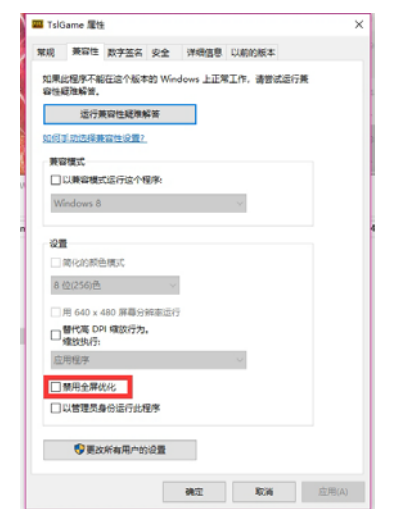 TslGame 属性
常规 兼容性 数字签名 安全 详细信息 以前的版本
如果此程序不能在这个版本的 Windows 上正常工作，请尝试运行兼
容性疑难解答。
运行兼容性疑难解答
如何手动选择兼容性设置?
兼容模式
以兼容模式运行这个程序:
Windows 8
设置
简化的颜色模式
8 位(256)色
用 640 x 480 屏幕分辨率运行
替代高 DPI 缩放行为。
缩放执行:
应用程序
禁用全屏优化
以管理员身份运行此程序
更改所有用户的设置
确定 取消 应用(A)